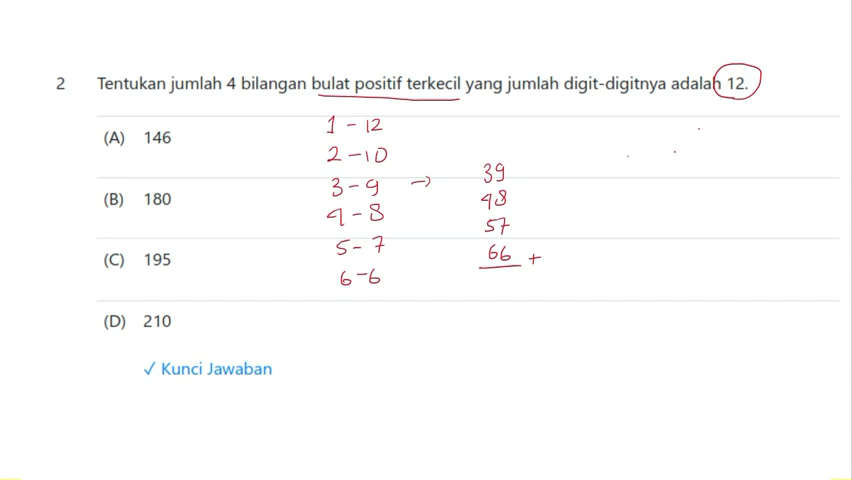 2 Tentukan jumlah 4 bilangan bulat positif terkecil yang jumlah digit-digitnya adalah 12.
(A) 146
(B) 180
(C) 195
(D) 210
✓ Kunci Jawaban
1 - 12
2 - 10
3 - 9 →
4 - 8
5 - 7
6 - 6
39
48
57
66 +